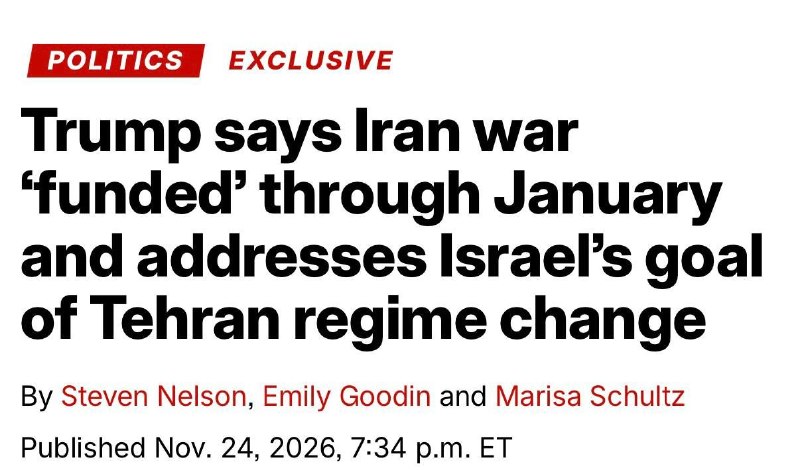 POLITICS EXCLUSIVE
Trump says Iran war
‘funded’ through January
and addresses Israel’s goal
of Tehran regime change
By Steven Nelson, Emily Goodin and Marisa Schultz
Published Nov. 24, 2026, 7:34 p.m. ET